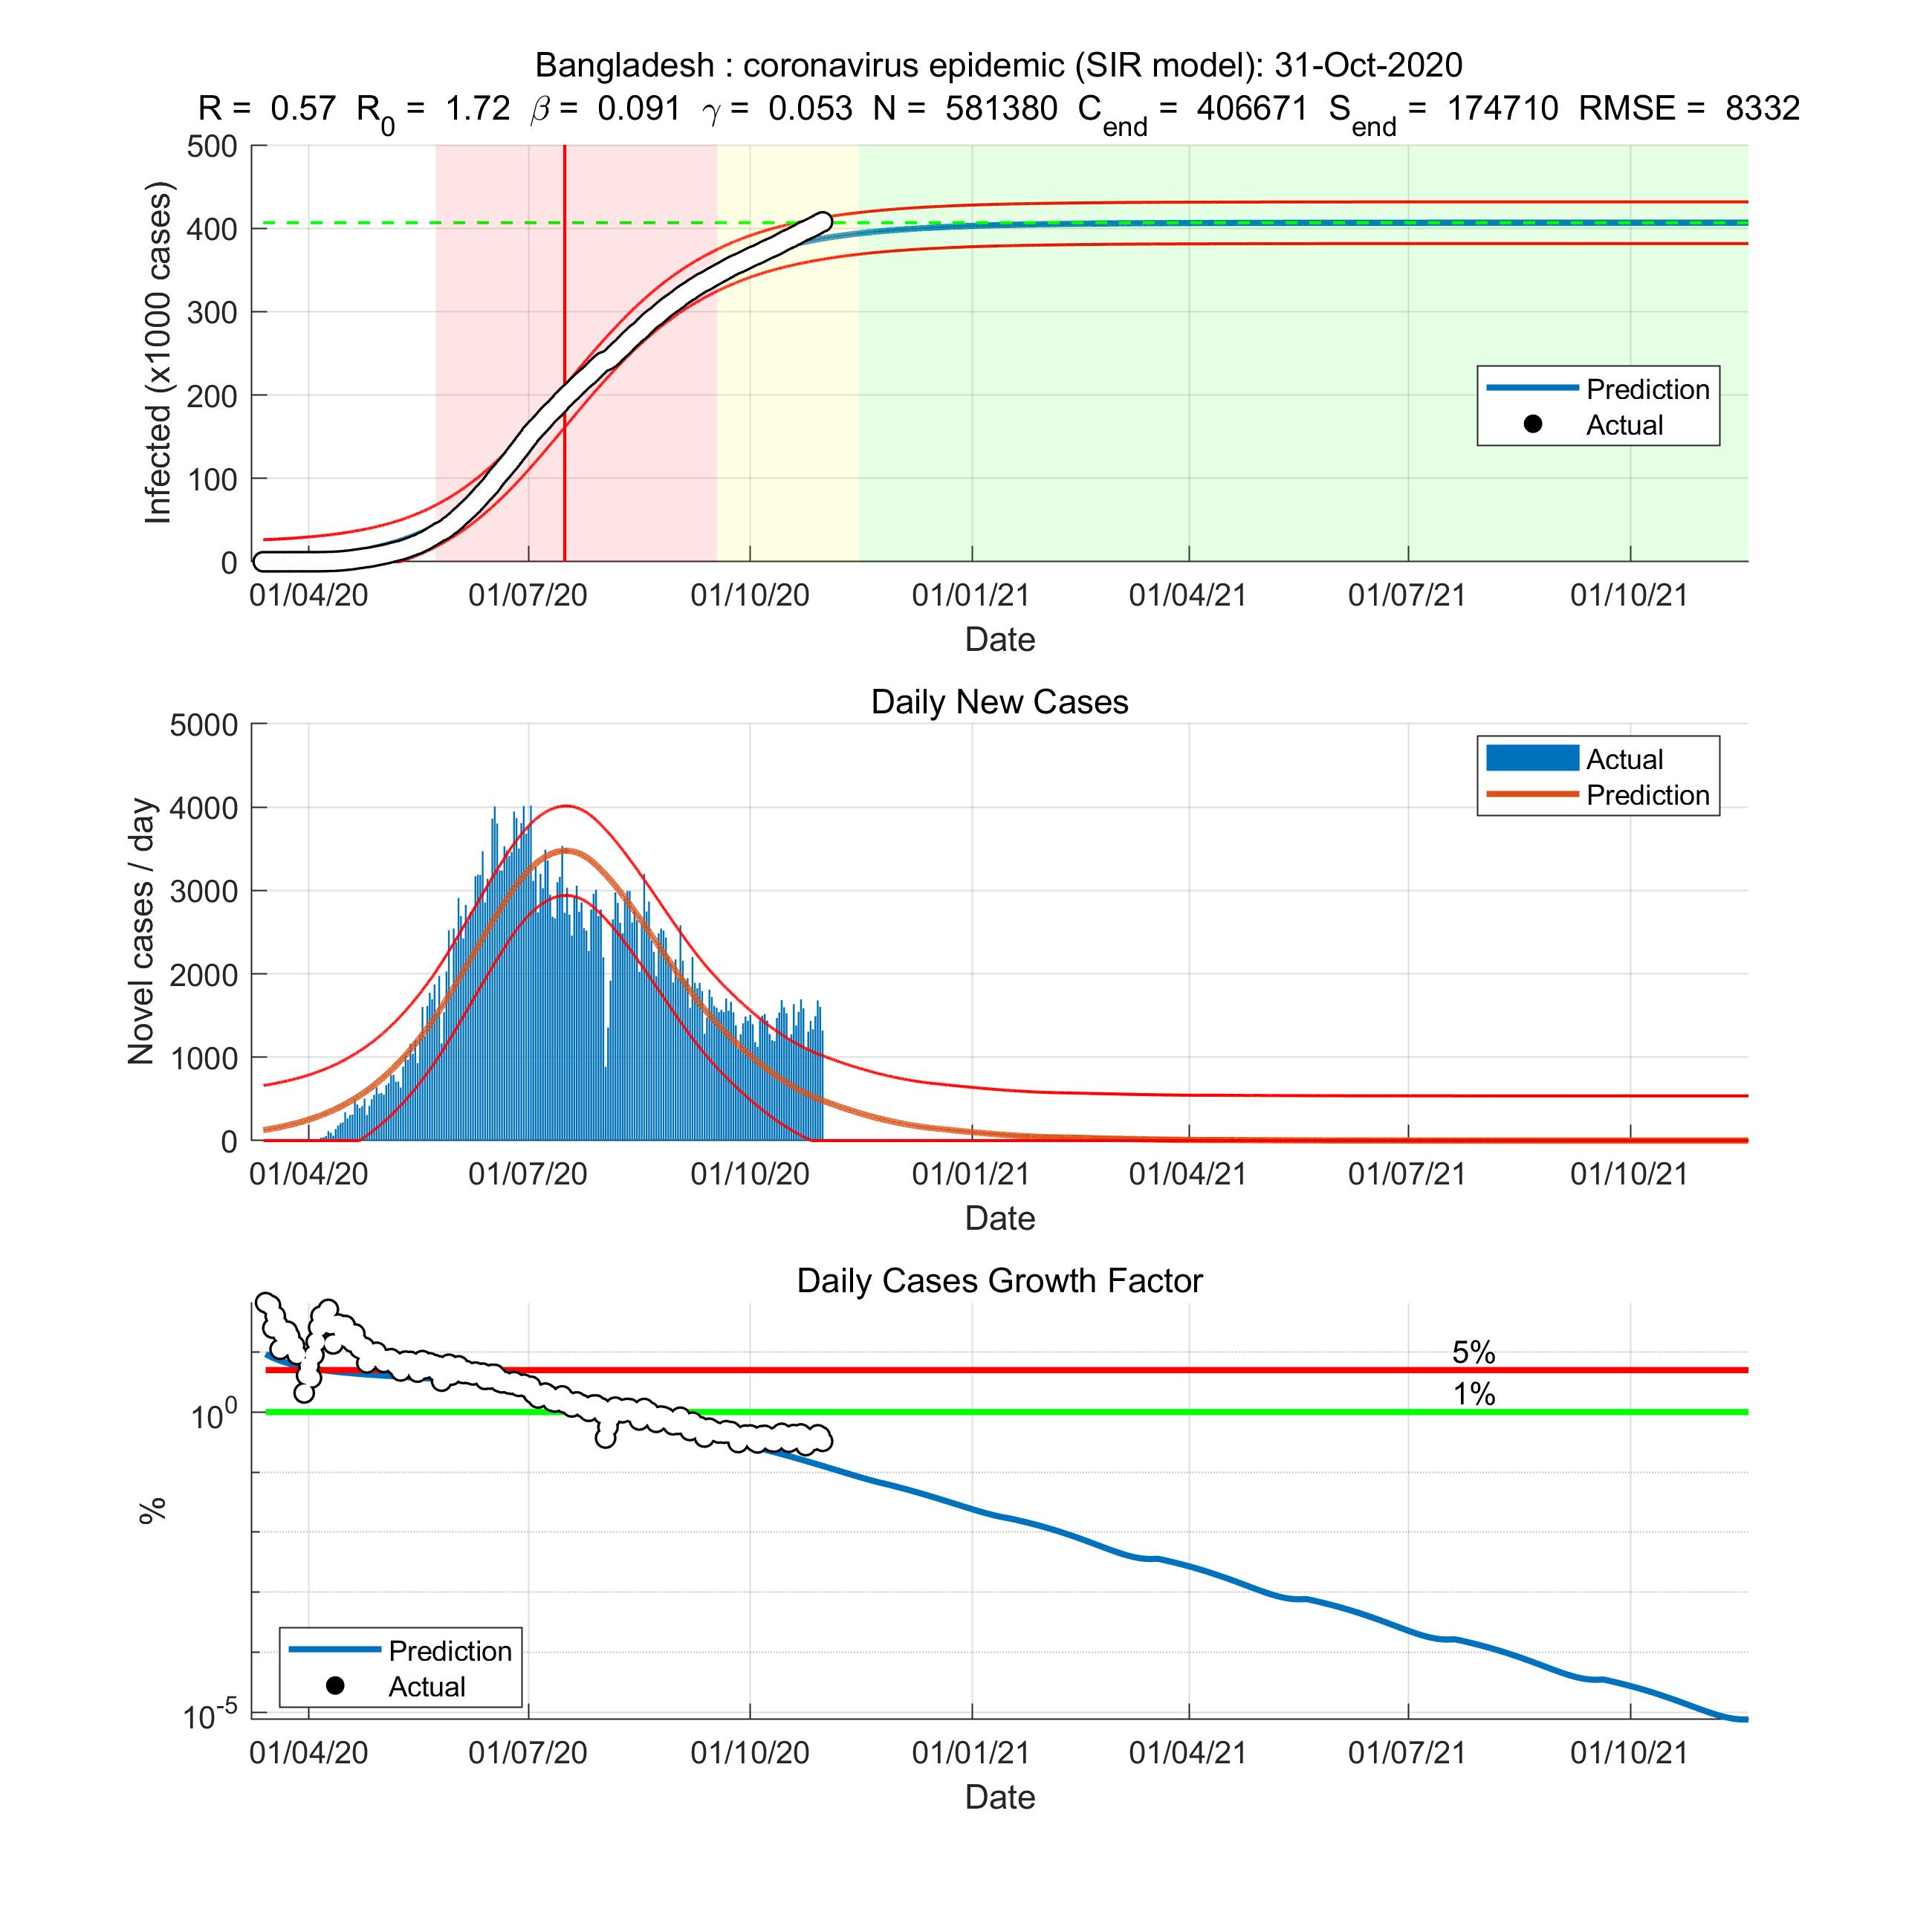 Bangladesh : coronavirus epidemic (SIR model): 31-Oct-2020
R = 0.57 R0 = 1.72 β = 0.091 γ = 0.053 N = 581380 Cend = 406671 Send = 174710 RMSE = 8332
500
400
300
200
100
0
Infected (x1000 cases)
Prediction
Actual
01/04/20 01/07/20 01/10/20 01/01/21 01/04/21 01/07/21 01/10/21
Date
Daily New Cases
5000
4000
3000
2000
1000
0
Novel cases / day
Actual
Prediction
01/04/20 01/07/20 01/10/20 01/01/21 01/04/21 01/07/21 01/10/21
Date
Daily Cases Growth Factor
5%
1%
10^0
%
10^-5
Prediction
Actual
01/04/20 01/07/20 01/10/20 01/01/21 01/04/21 01/07/21 01/10/21
Date